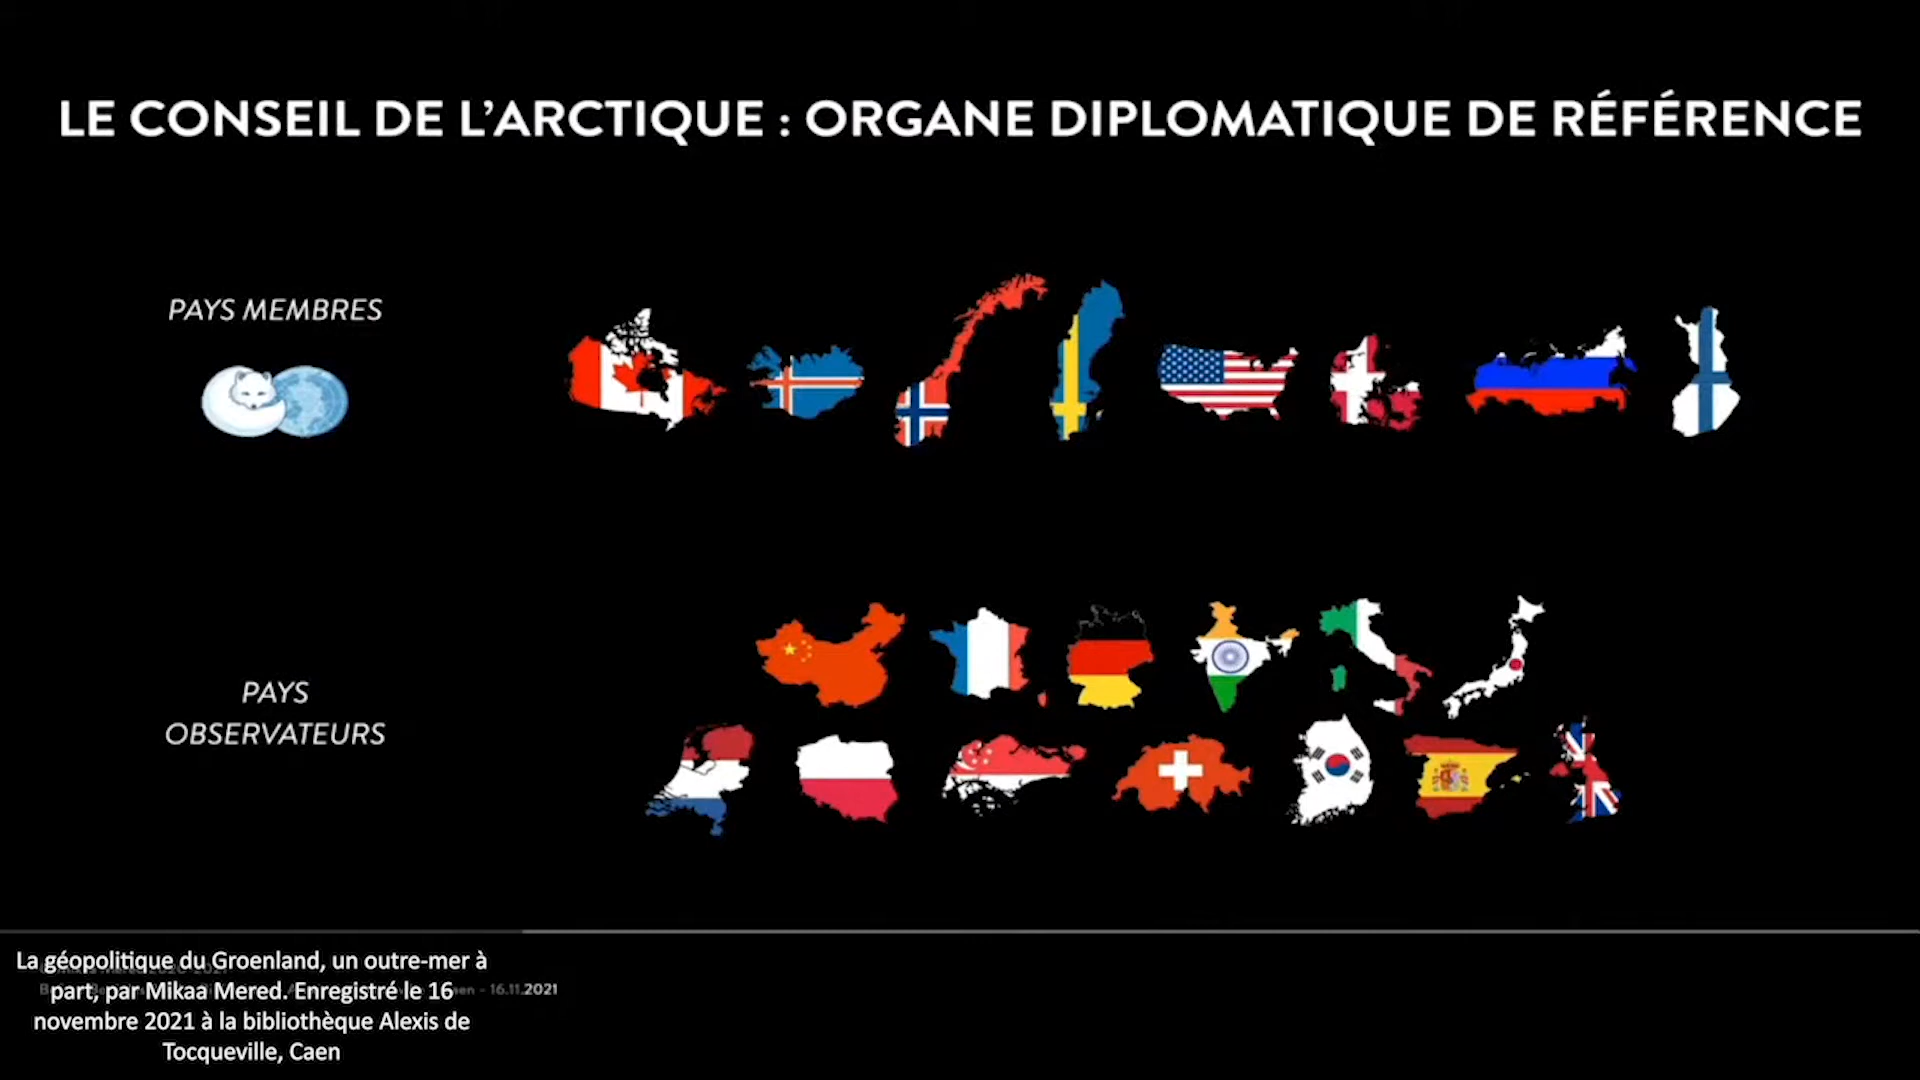 LE CONSEIL DE L’ARCTIQUE : ORGANE DIPLOMATIQUE DE RÉFÉRENCE
PAYS MEMBRES
PAYS
OBSERVATEURS
La géopolitique du Groenland, un outre-mer à
part, par Mikaa Mered. Enregistré le 16
novembre 2021 à la bibliothèque Alexis de
Tocqueville, Caen
- 16.11.2021